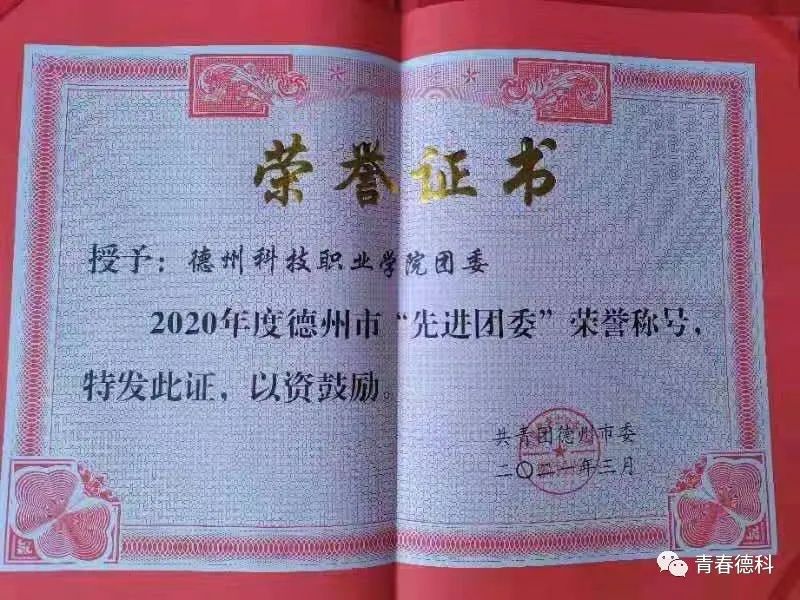 荣誉证书
授予：德州科技职业学院团委
2020年度德州市“先进团委”荣誉称号，
特发此证，以资鼓励。
共青团德州市委
二〇二一年三月
青春德科